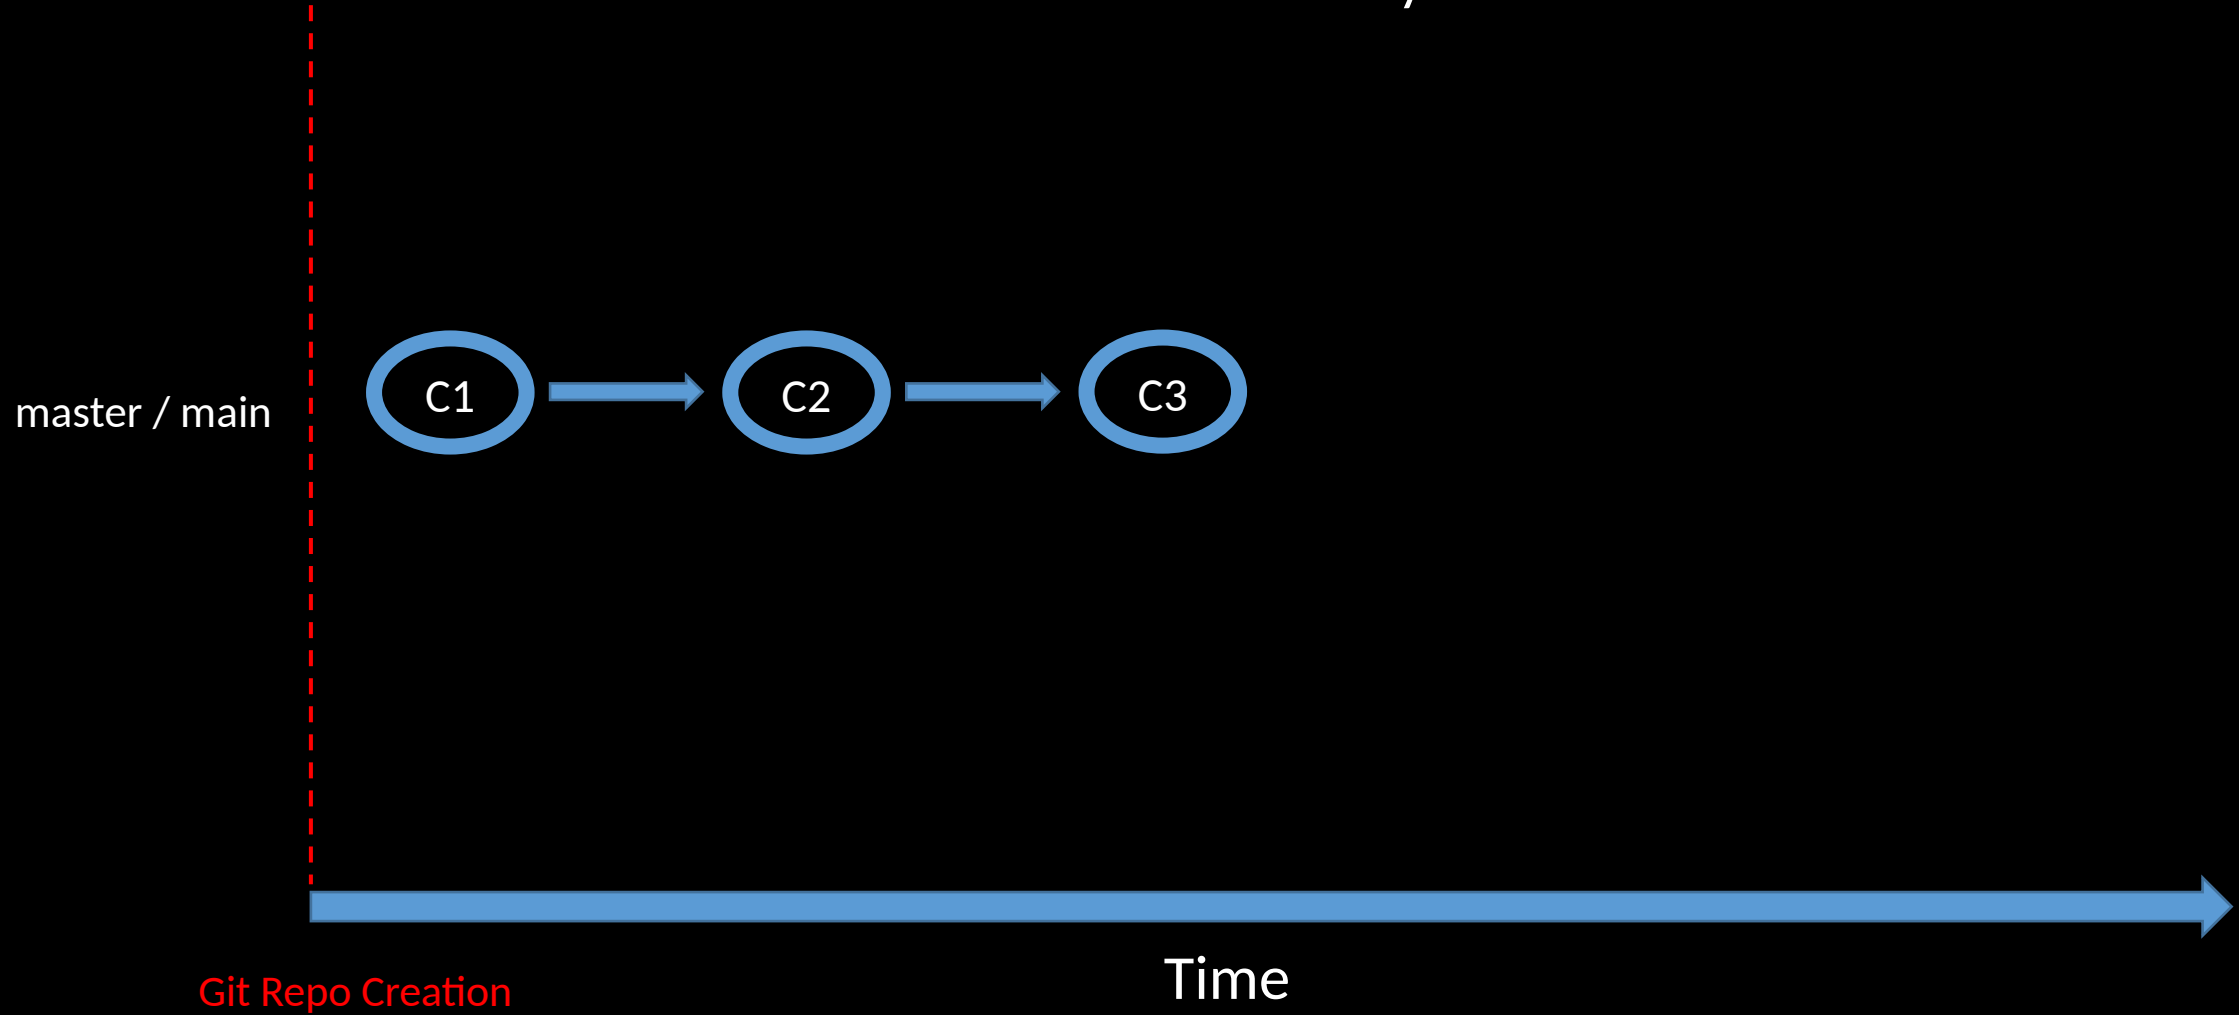 master / main
C1
C2
C3
Time
Git Repo Creation